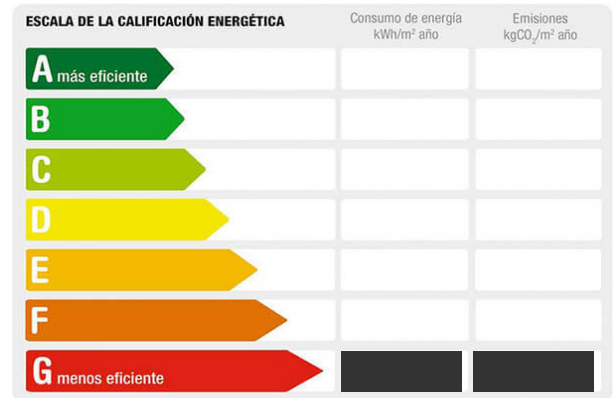 ESCALA DE LA CALIFICACIÓN ENERGÉTICA
Consumo de energía
kWh/m² año
Emisiones
kgCO₂/m² año
A más eficiente
B
C
D
E
F
G menos eficiente